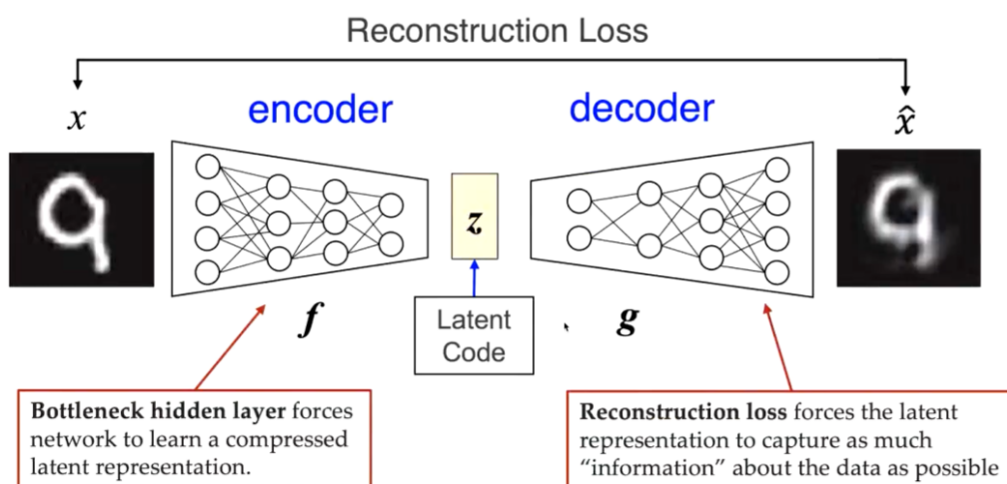 Reconstruction Loss
x
encoder
decoder
x̂
z
f
g
Latent
Code
Bottleneck hidden layer forces
network to learn a compressed
latent representation.
Reconstruction loss forces the latent
representation to capture as much
“information” about the data as possible